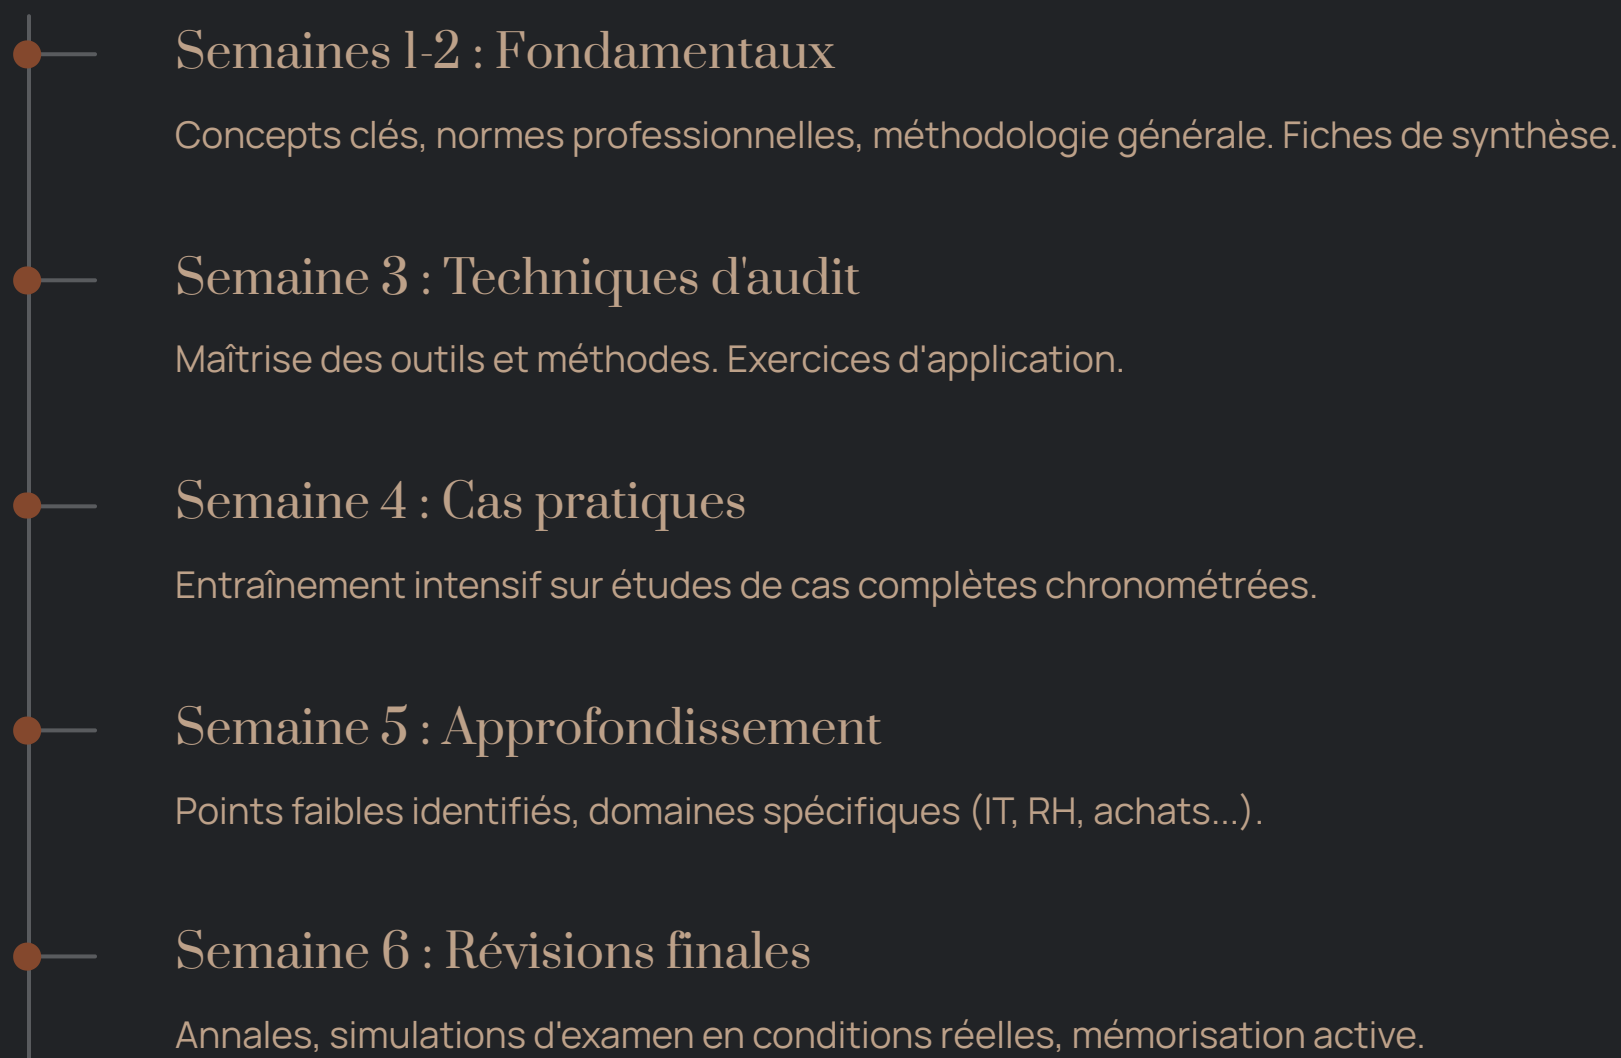 Semaines 1-2 : Fondamentaux
Concepts clés, normes professionnelles, méthodologie générale. Fiches de synthèse.
Semaine 3 : Techniques d'audit
Maîtrise des outils et méthodes. Exercices d'application.
Semaine 4 : Cas pratiques
Entraînement intensif sur études de cas complètes chronométrées.
Semaine 5 : Approfondissement
Points faibles identifiés, domaines spécifiques (IT, RH, achats...).
Semaine 6 : Révisions finales
Annales, simulations d'examen en conditions réelles, mémorisation active.